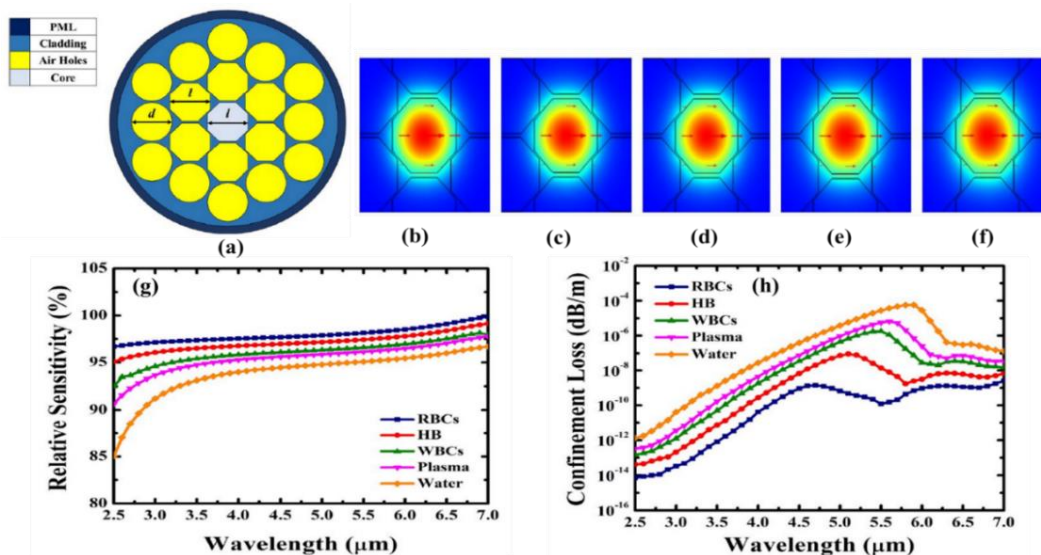 PML
Cladding
Air Holes
Core
l
d
l
(a)
(b)
(c)
(d)
(e)
(f)
(g)
Relative Sensitivity (%)
105
100
95
90
85
80
RBCs
HB
WBCs
Plasma
Water
2.5 3.0 3.5 4.0 4.5 5.0 5.5 6.0 6.5 7.0
Wavelength (μm)
(h)
Confinement Loss (dB/m)
10-2
10-4
10-6
10-8
10-10
10-12
10-14
10-16
RBCs
HB
WBCs
Plasma
Water
2.5 3.0 3.5 4.0 4.5 5.0 5.5 6.0 6.5 7.0
Wavelength (μm)